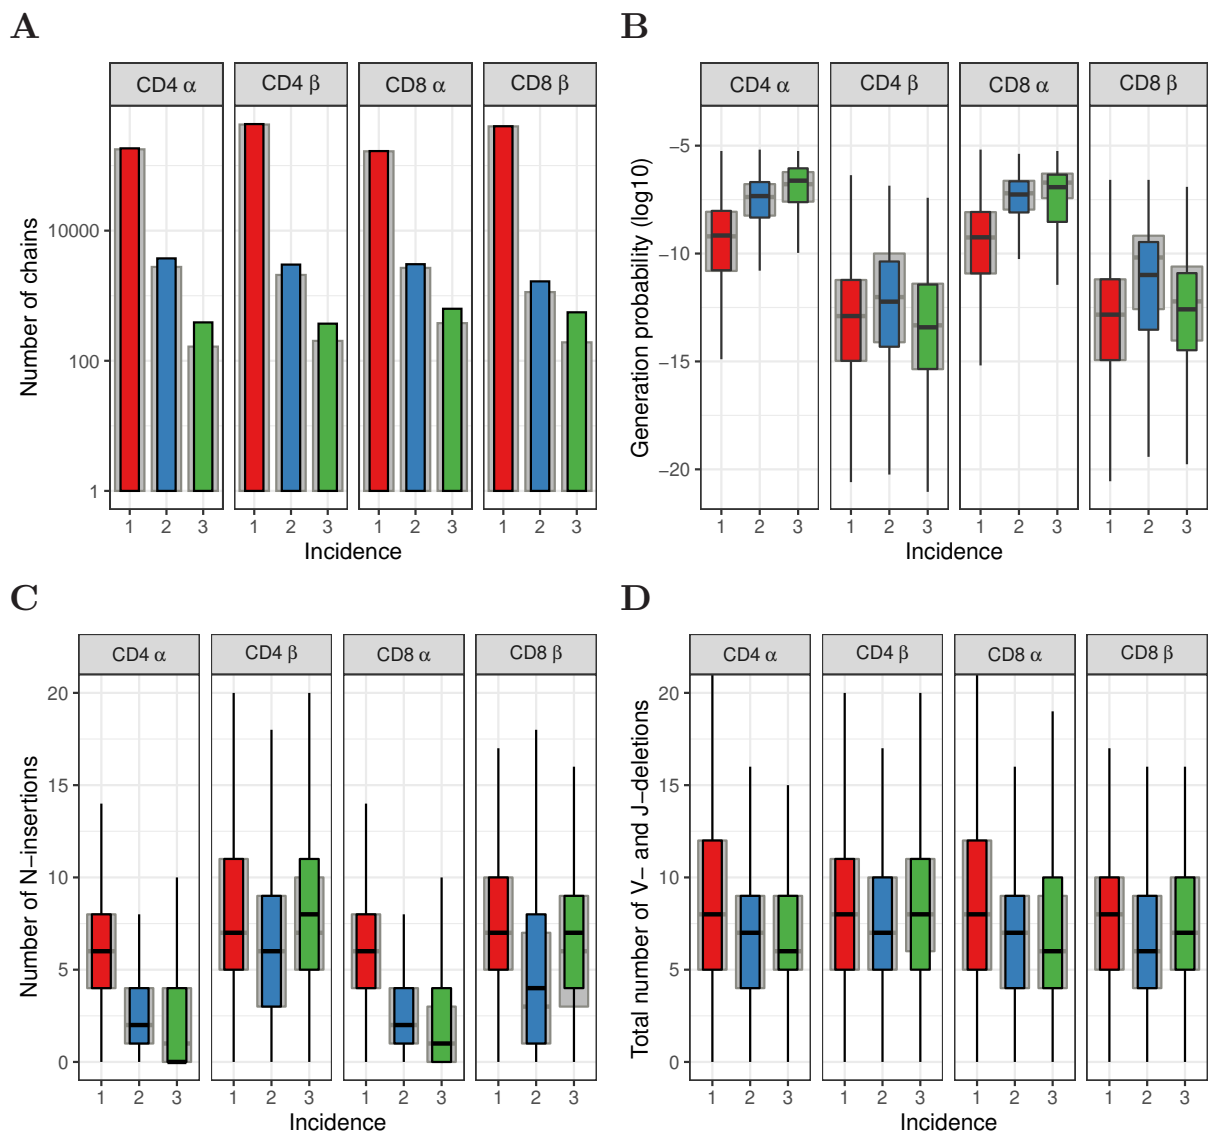 A
CD4 α CD4 β CD8 α CD8 β
Number of chains
10000
100
1
1 2 3 1 2 3 1 2 3 1 2 3
Incidence
B
CD4 α CD4 β CD8 α CD8 β
Generation probability (log10)
−5
−10
−15
−20
1 2 3 1 2 3 1 2 3 1 2 3
Incidence
C
CD4 α CD4 β CD8 α CD8 β
Number of N−insertions
20
15
10
5
0
1 2 3 1 2 3 1 2 3 1 2 3
Incidence
D
CD4 α CD4 β CD8 α CD8 β
Total number of V− and J−deletions
20
15
10
5
0
1 2 3 1 2 3 1 2 3 1 2 3
Incidence